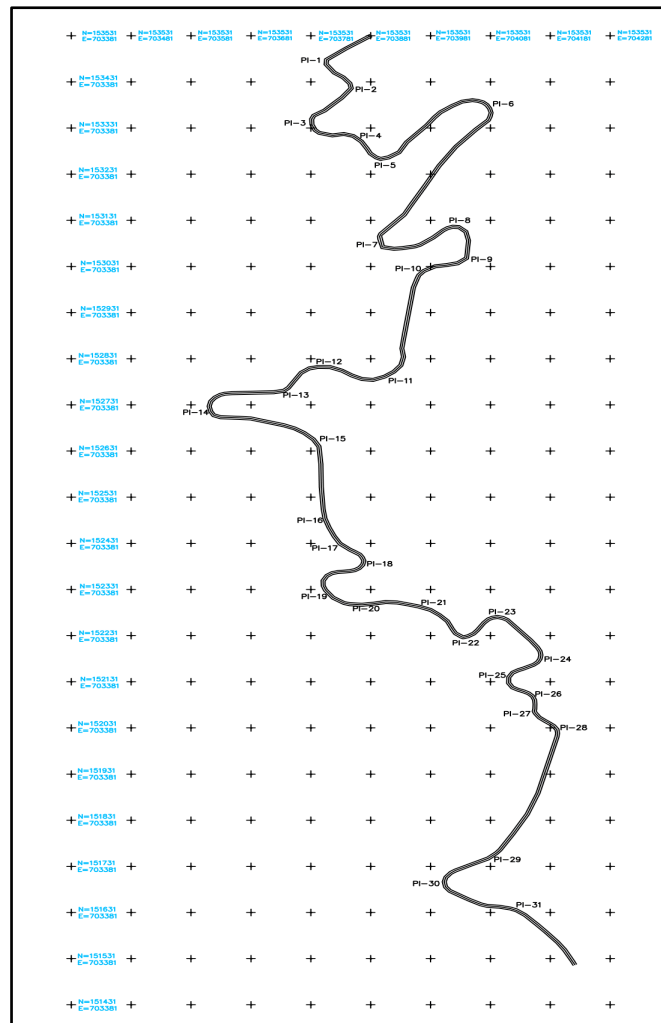 N=153531 N=153531 N=153531 N=153531 N=153531 N=153531 N=153531 N=153531 N=153531 N=153531
E=703381 E=703481 E=703581 E=703681 E=703781 E=703881 E=703981 E=704081 E=704181 E=704281
PI-1
N=153431
E=703381
PI-2
PI-6
N=153331
E=703381
PI-3
PI-4
PI-5
N=153231
E=703381
N=153131
E=703381
PI-8
PI-7
N=153031
E=703381
PI-9
PI-10
N=152931
E=703381
N=152831
E=703381
PI-12
PI-11
PI-13
N=152731
E=703381
PI-14
N=152631
E=703381
PI-15
N=152531
E=703381
PI-16
N=152431
E=703381
PI-17
PI-18
N=152331
E=703381
PI-19
PI-21
PI-20
PI-23
N=152231
E=703381
PI-22
PI-24
N=152131
E=703381
PI-25
PI-26
PI-27
N=152031
E=703381
PI-28
N=151931
E=703381
N=151831
E=703381
PI-29
N=151731
E=703381
PI-30
PI-31
N=151631
E=703381
N=151531
E=703381
N=151431
E=703381